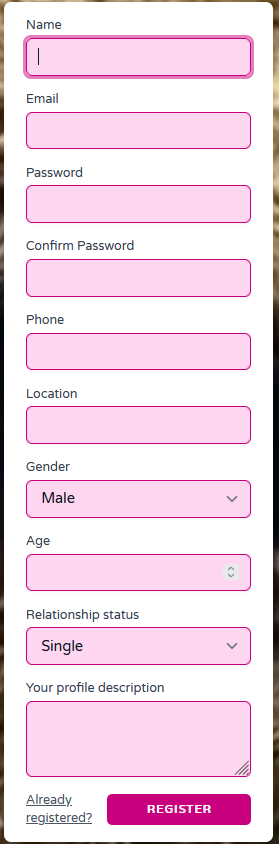 Name
Email
Password
Confirm Password
Phone
Location
Gender
Male
Age
Relationship status
Single
Your profile description
Already
registered?
REGISTER